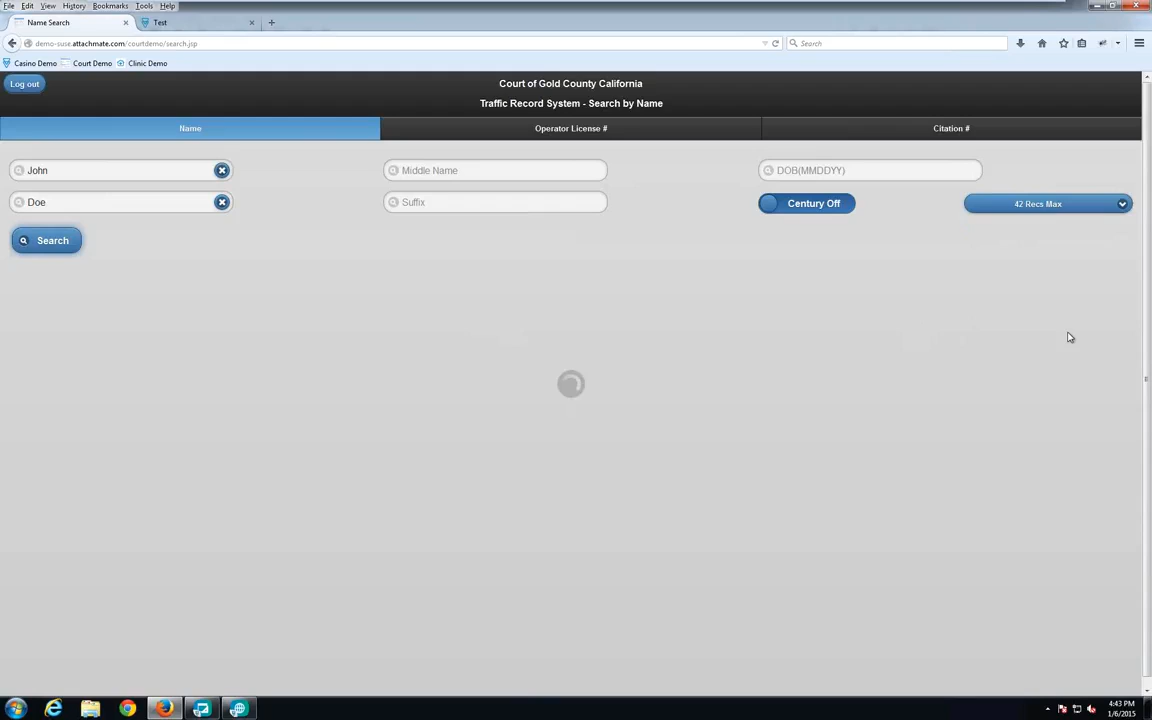 File Edit View History Bookmarks Tools Help
Name Search Test
demo-suse.attachmate.com/courtdemo/search.jsp Search
Casino Demo Court Demo Clinic Demo
Log out
Court of Gold County California
Traffic Record System - Search by Name
Name Operator License # Citation #
John Middle Name DOB(MMDDYY)
Doe Suffix Century Off 42 Recs Max
Search
4:43 PM
1/6/2015